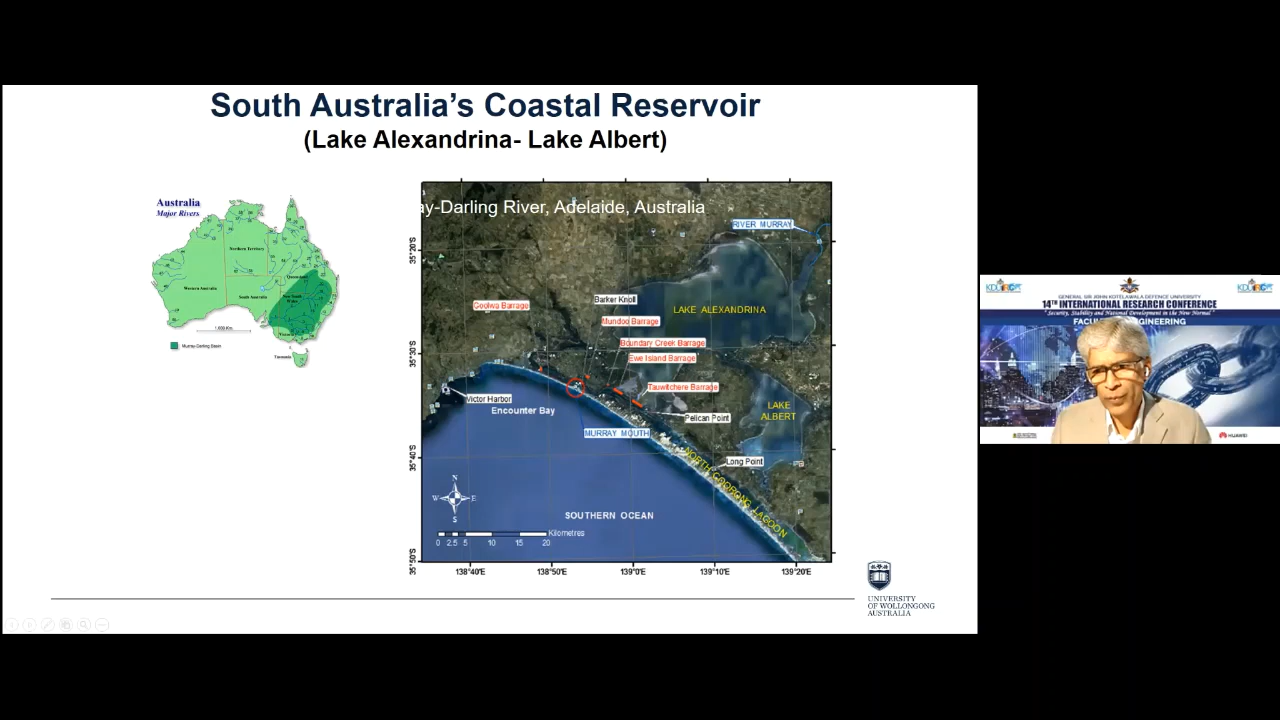 South Australia's Coastal Reservoir
(Lake Alexandrina- Lake Albert)
Australia
Major Rivers
Northern Territory
Queensland
Western Australia
South Australia
New South
Wales
Victoria
Tasmania
1,000 Km
Murray-Darling Basin
ay-Darling River, Adelaide, Australia
RIVER MURRAY
Goolwa Barrage
Barker Knoll
LAKE ALEXANDRINA
Mundoo Barrage
Boundary Creek Barrage
Ewe Island Barrage
Tauwitchere Barrage
Victor Harbor
Encounter Bay
Pelican Point
LAKE
ALBERT
MURRAY MOUTH
Long Point
NORTH COORONG LAGOON
SOUTHERN OCEAN
N
W E
S
Kilometres
0 2.5 5 10 15 20
35°20'S
35°30'S
35°40'S
35°50'S
138°40'E 138°50'E 139°0'E 139°10'E 139°20'E
UNIVERSITY
OF WOLLONGONG
AUSTRALIA
GENERAL SIR JOHN KOTELAWALA DEFENCE UNIVERSITY
14TH INTERNATIONAL RESEARCH CONFERENCE
"Security, Stability and National Development in the New Normal"
HUAWEI